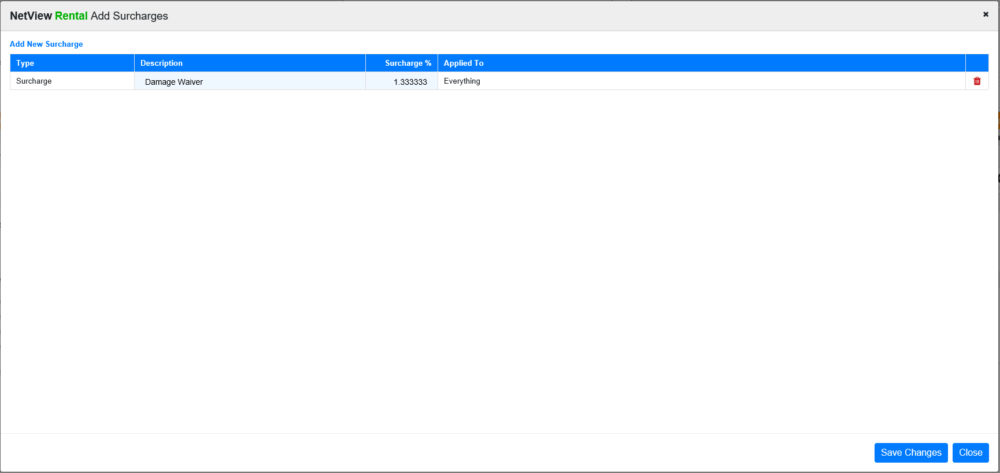 NetView Rental Add Surcharges
Add New Surcharge
Type Description Surcharge % Applied To
Surcharge Damage Waiver 1.333333 Everything
Save Changes Close